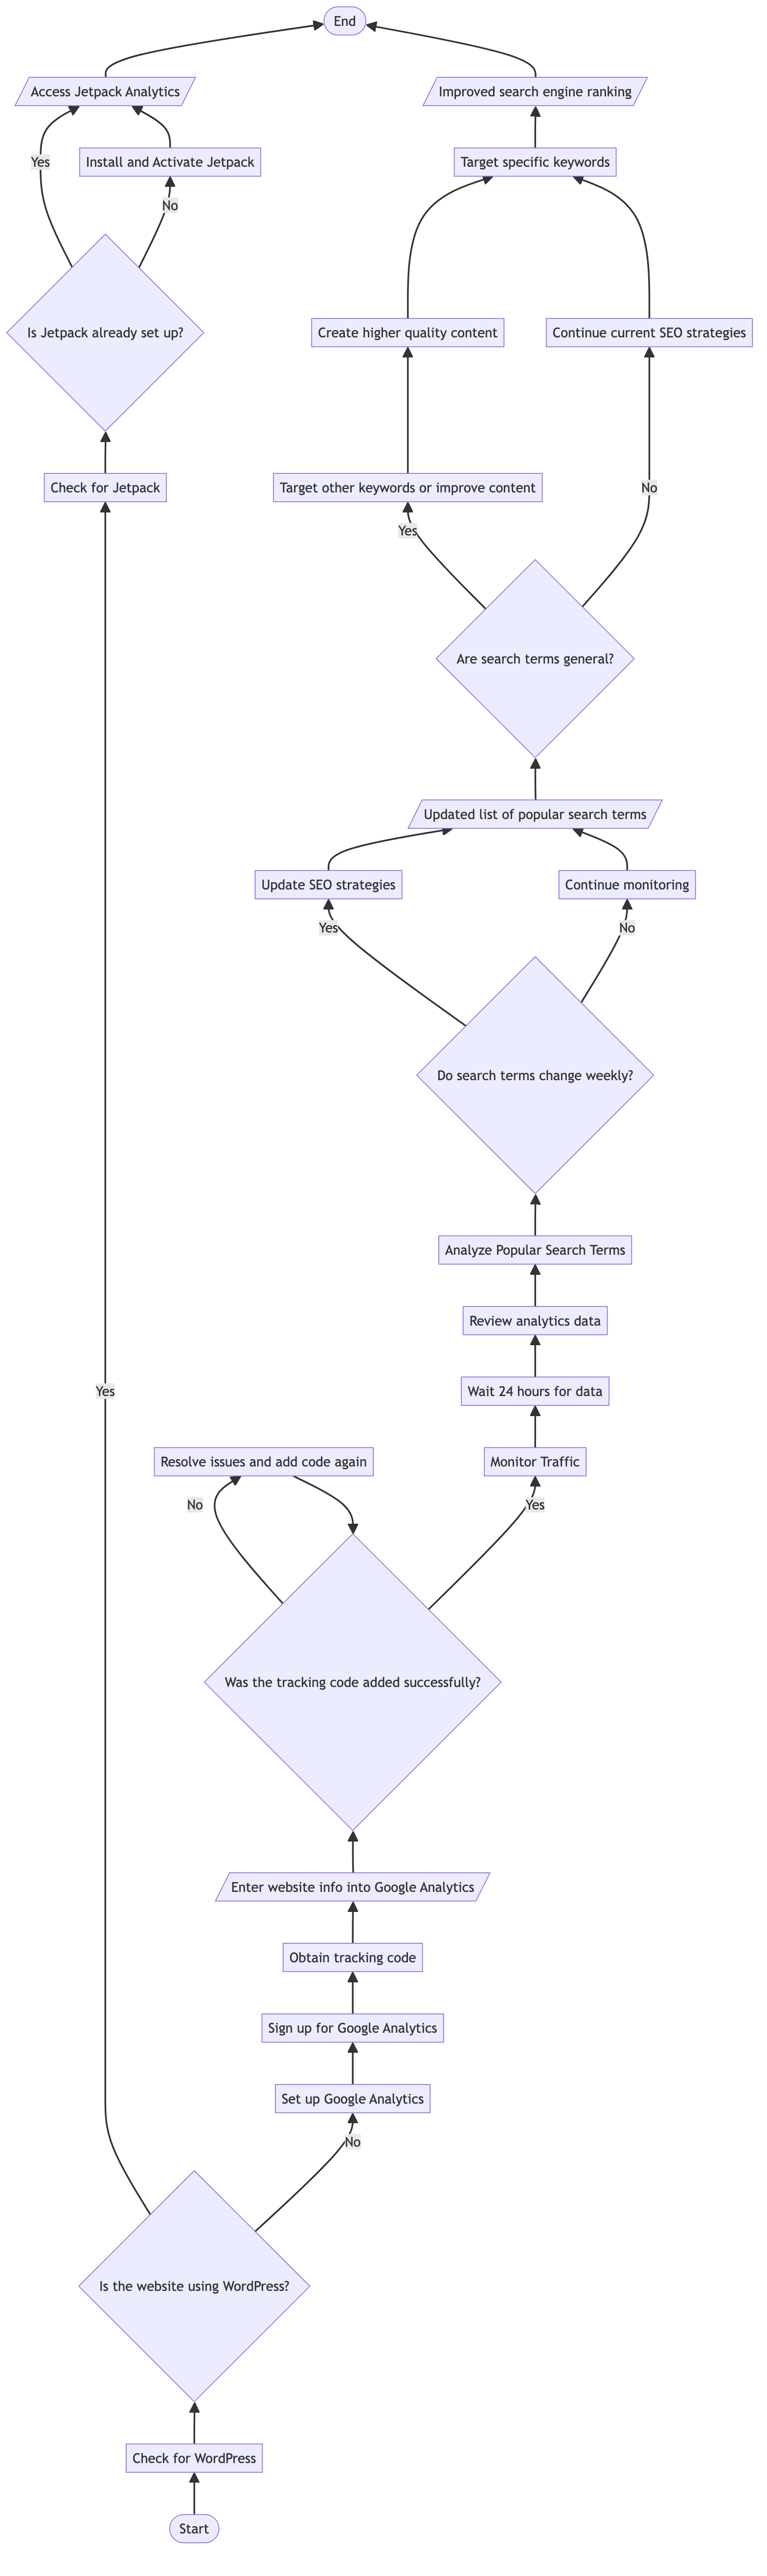 End
Access Jetpack Analytics
Improved search engine ranking
Yes
Install and Activate Jetpack
Target specific keywords
No
Is Jetpack already set up?
Create higher quality content
Continue current SEO strategies
Check for Jetpack
Target other keywords or improve content
No
Yes
Are search terms general?
Updated list of popular search terms
Update SEO strategies
Continue monitoring
Yes
No
Do search terms change weekly?
Analyze Popular Search Terms
Review analytics data
Yes
Wait 24 hours for data
Resolve issues and add code again
Monitor Traffic
No
Yes
Was the tracking code added successfully?
Enter website info into Google Analytics
Obtain tracking code
Sign up for Google Analytics
Set up Google Analytics
No
Is the website using WordPress?
Check for WordPress
Start